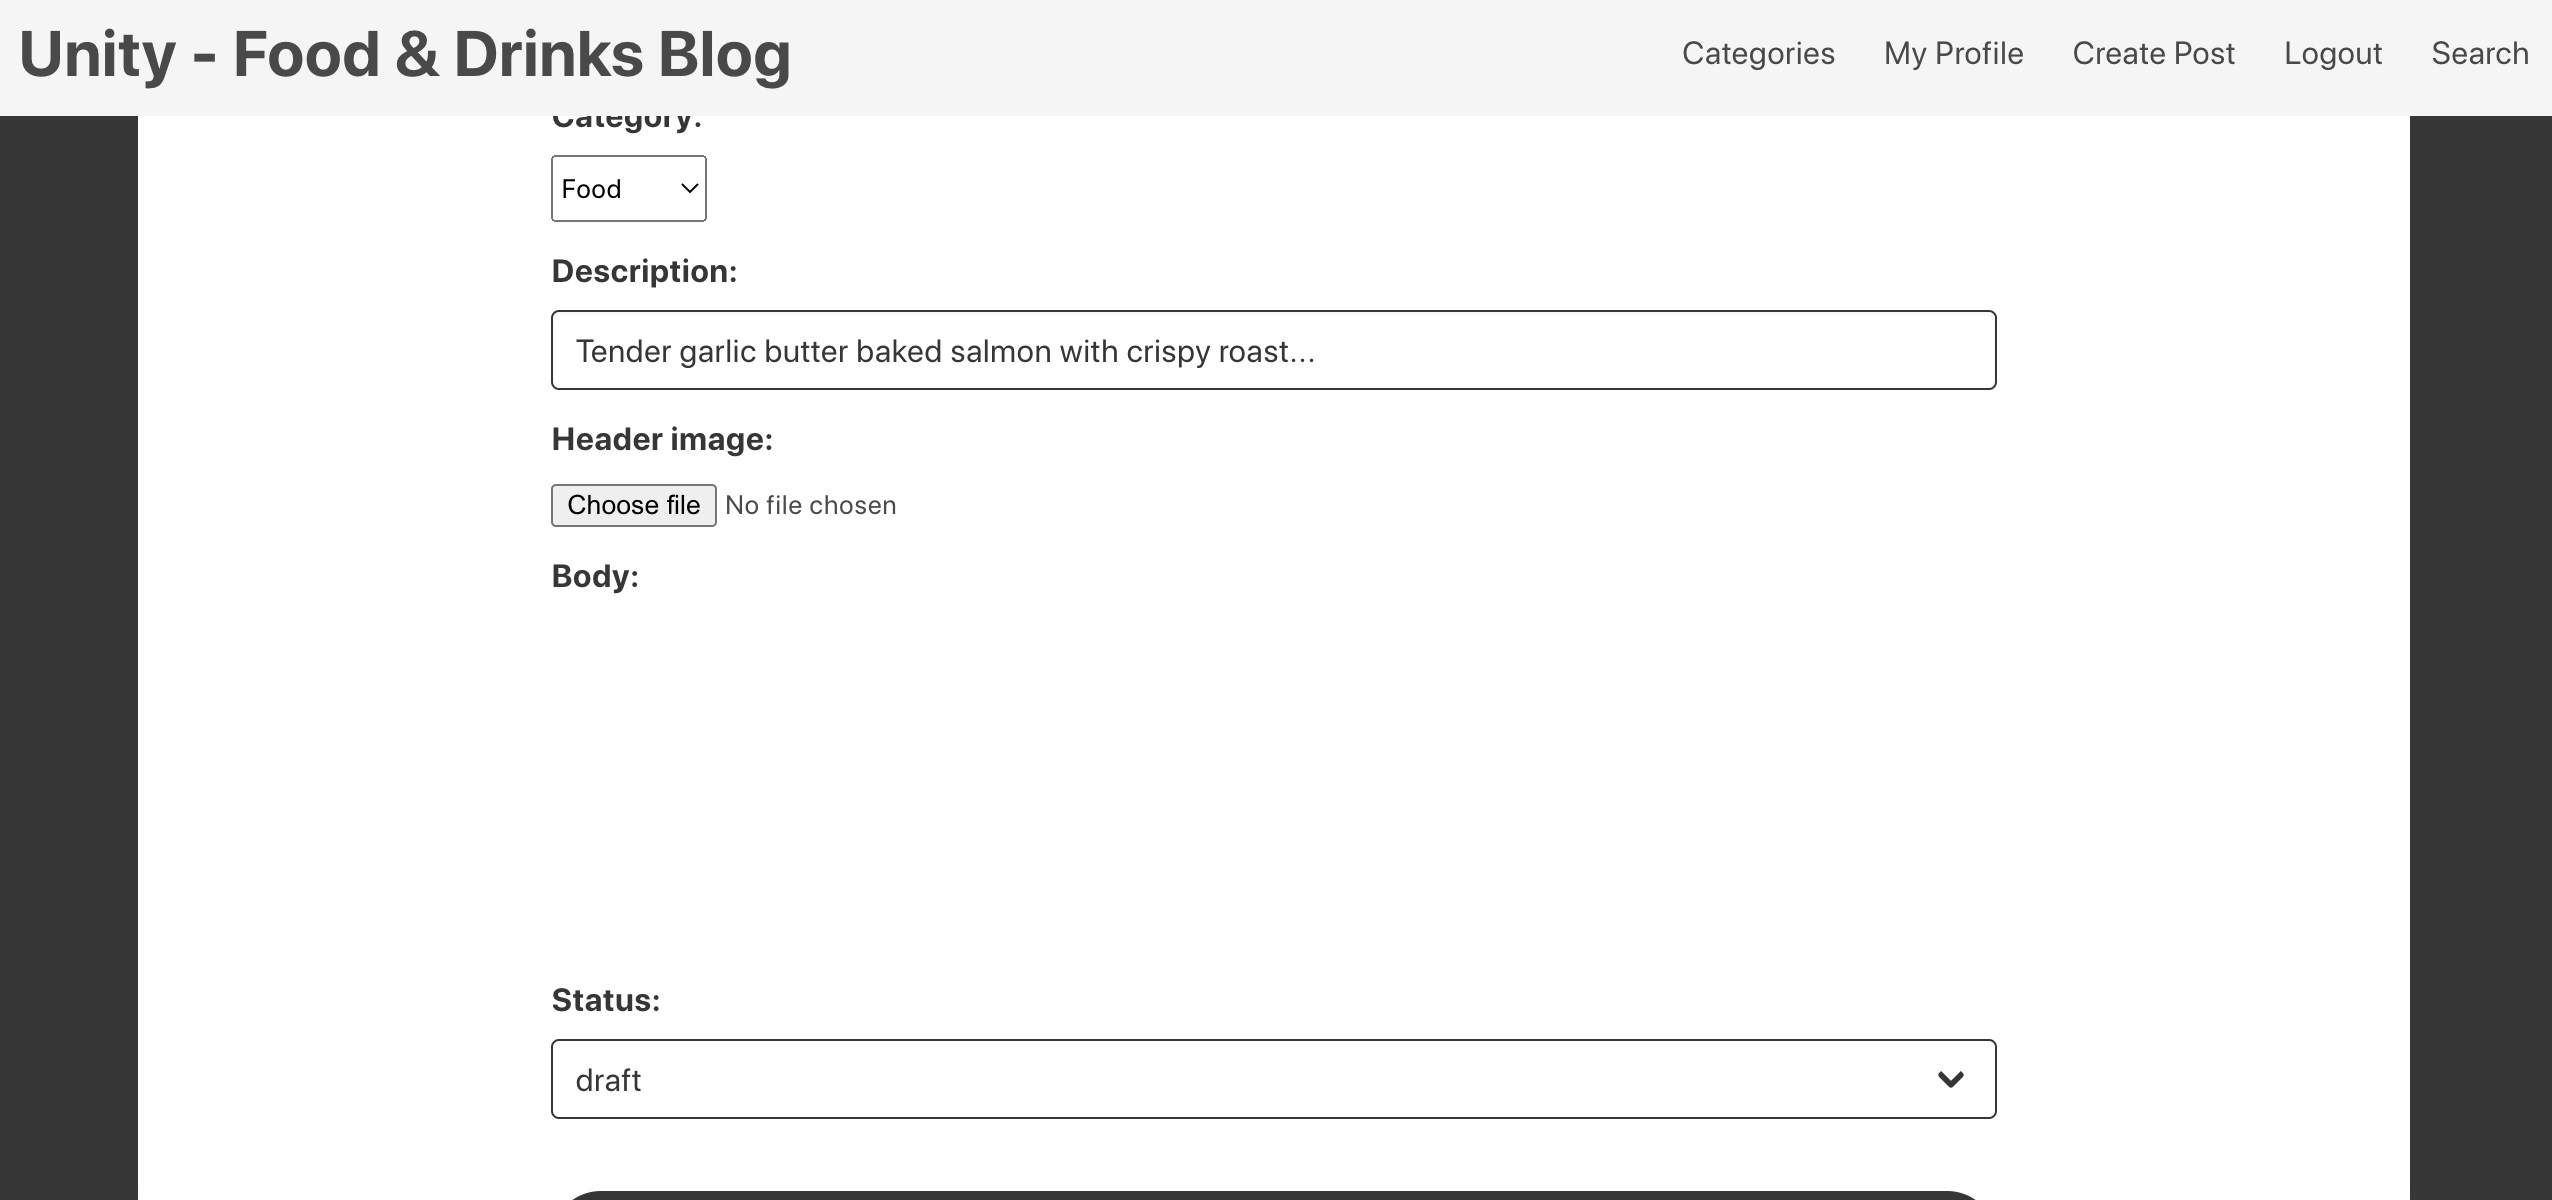 Unity - Food & Drinks Blog
Categories My Profile Create Post Logout Search
Category:
Food
Description:
Tender garlic butter baked salmon with crispy roast...
Header image:
Choose file No file chosen
Body:
Status:
draft